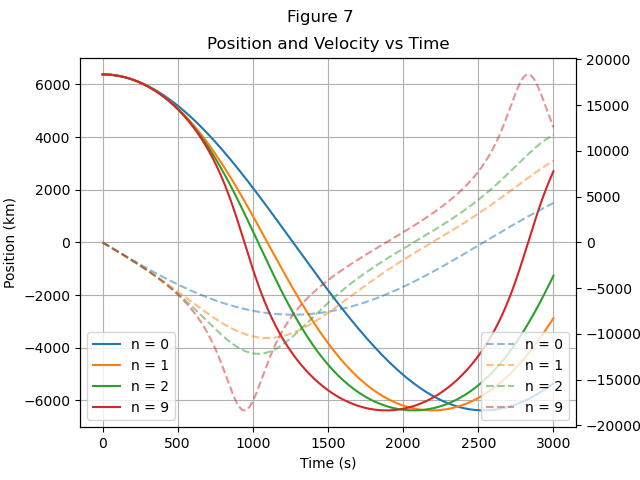 Figure 7
Position and Velocity vs Time
Position (km)
6000
4000
2000
0
−2000
−4000
−6000
20000
15000
10000
5000
0
−5000
−10000
−15000
−20000
n = 0
n = 1
n = 2
n = 9
n = 0
n = 1
n = 2
n = 9
0
500
1000
1500
2000
2500
3000
Time (s)